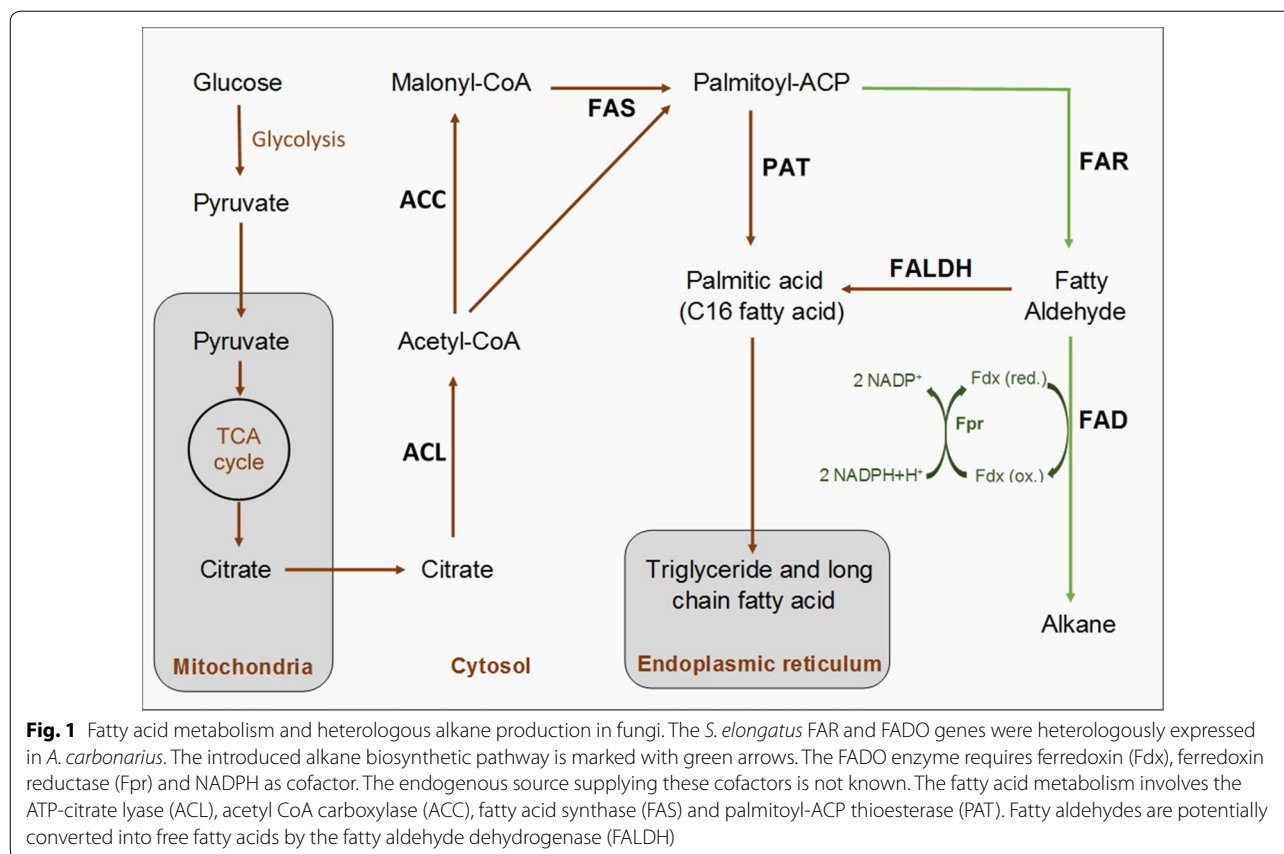 Glucose
Glycolysis
Pyruvate
Pyruvate
TCA
cycle
Citrate
Mitochondria
Malonyl-CoA
FAS
ACC
Acetyl-CoA
ACL
Citrate
Cytosol
Palmitoyl-ACP
PAT
FAR
Palmitic acid
(C16 fatty acid)
FALDH
Fatty
Aldehyde
2 NADP⁺
Fdx (red.)
Fpr
FAD
2 NADPH+H⁺
Fdx (ox.)
Triglyceride and long
chain fatty acid
Endoplasmic reticulum
Alkane
Fig. 1 Fatty acid metabolism and heterologous alkane production in fungi. The S. elongatus FAR and FADO genes were heterologously expressed
in A. carbonarius. The introduced alkane biosynthetic pathway is marked with green arrows. The FADO enzyme requires ferredoxin (Fdx), ferredoxin
reductase (Fpr) and NADPH as cofactor. The endogenous source supplying these cofactors is not known. The fatty acid metabolism involves the
ATP-citrate lyase (ACL), acetyl CoA carboxylase (ACC), fatty acid synthase (FAS) and palmitoyl-ACP thioesterase (PAT). Fatty aldehydes are potentially
converted into free fatty acids by the fatty aldehyde dehydrogenase (FALDH)